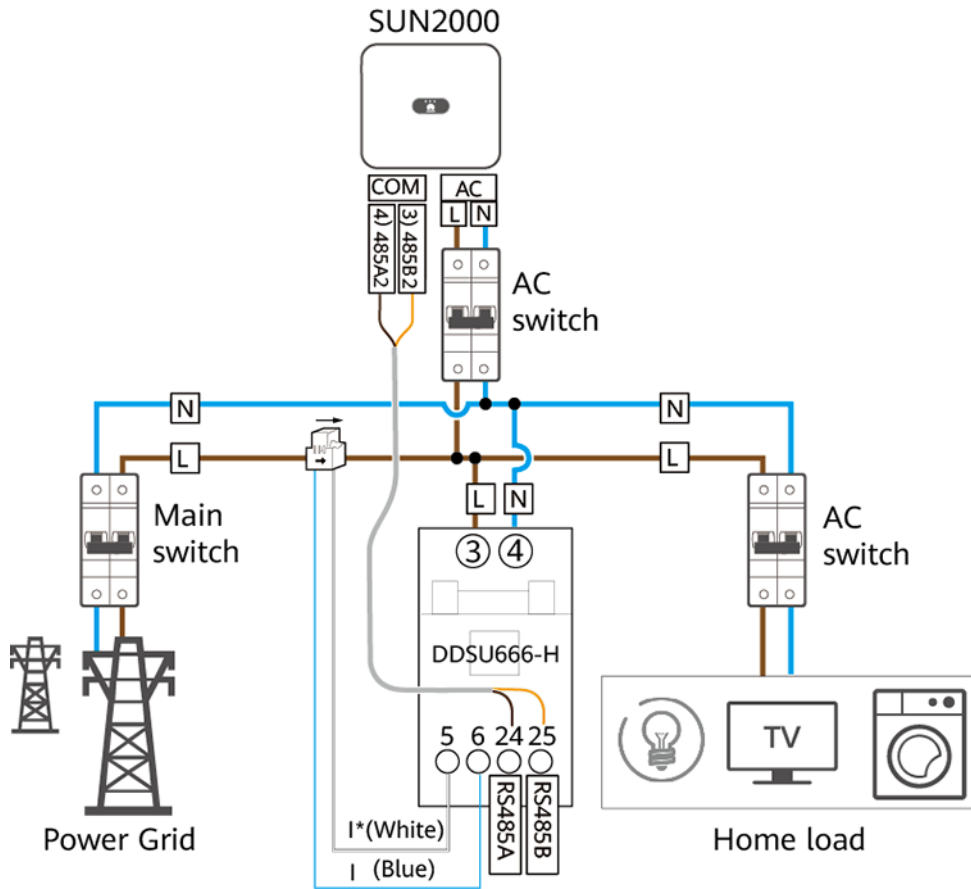 SUN2000
COM
AC
L
N
4) 485A2
3) 485B2
AC
switch
N
N
L
L
L
N
Main
switch
AC
switch
3
4
DDSU666-H
TV
5
6
24
25
RS485A
RS485B
I*(White)
I (Blue)
Power Grid
Home load